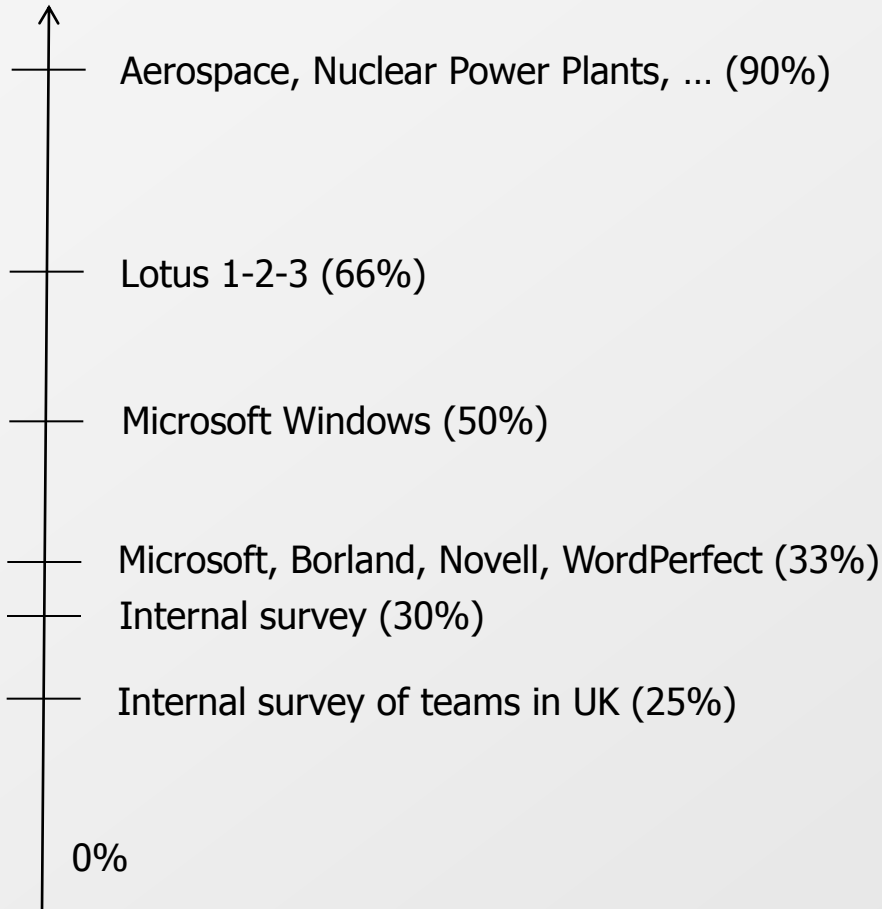 Aerospace, Nuclear Power Plants, … (90%)
Lotus 1-2-3 (66%)
Microsoft Windows (50%)
Microsoft, Borland, Novell, WordPerfect (33%)
Internal survey (30%)
Internal survey of teams in UK (25%)
0%